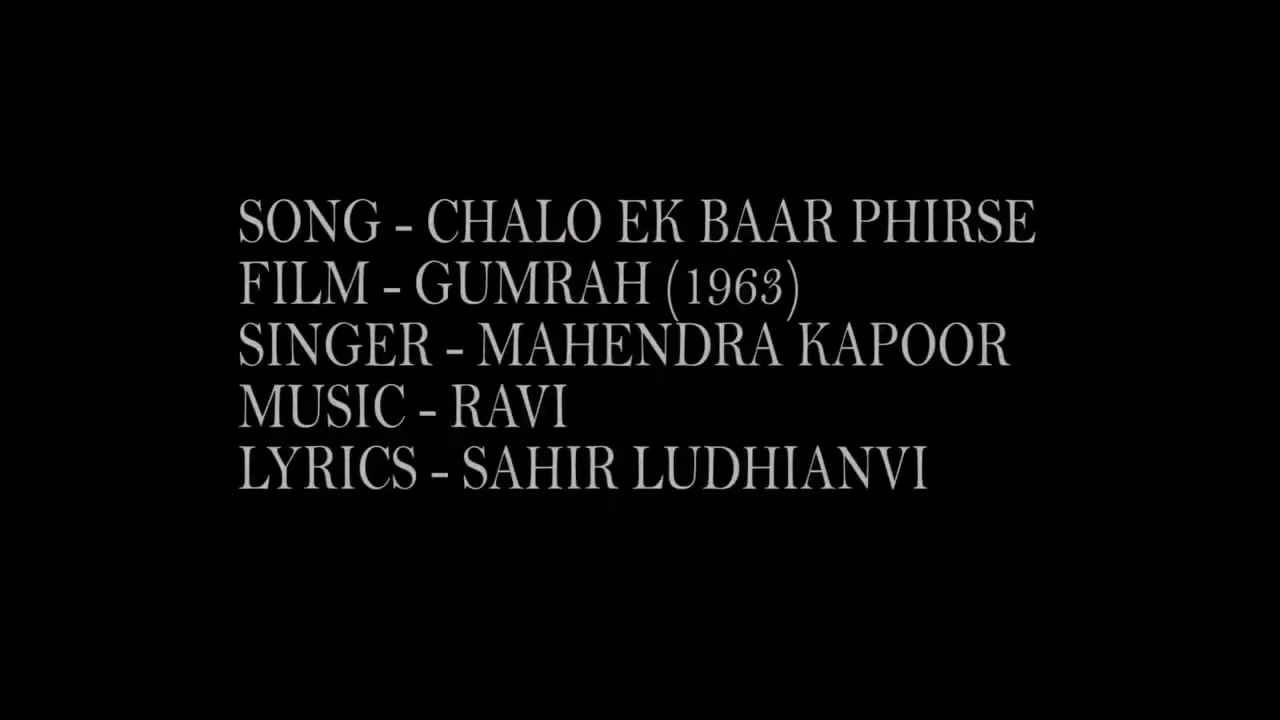 SONG - CHALO EK BAAR PHIRSE
FILM - GUMRAH (1963)
SINGER - MAHENDRA KAPOOR
MUSIC - RAVI
LYRICS - SAHIR LUDHIANVI